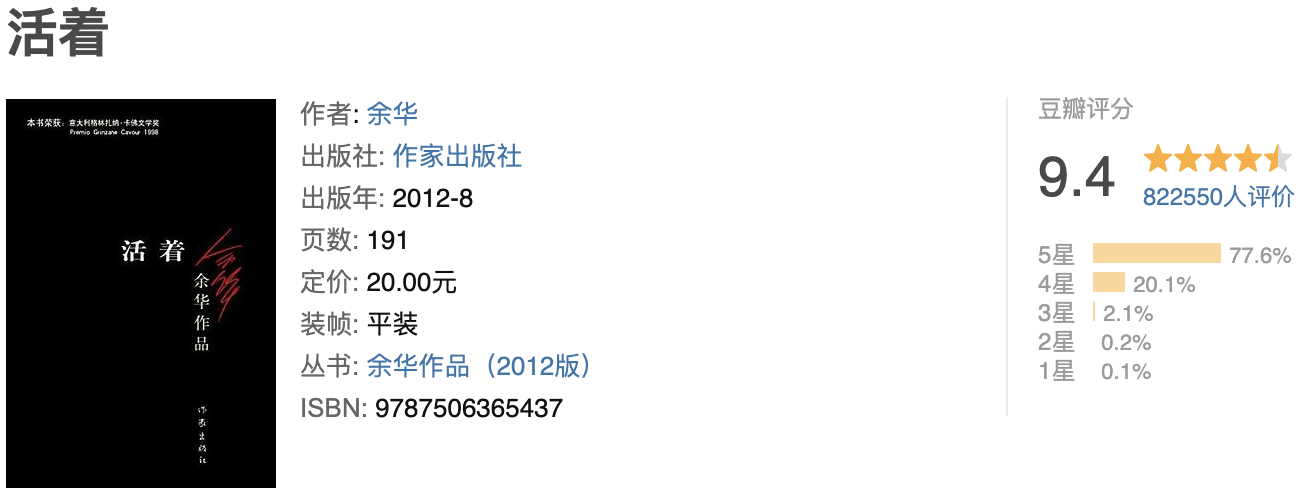 活着
本书荣获：意大利格林扎纳·卡佛文学奖
Premio Grinzane Cavour 1998
活着
余华
余华作品
作家出版社
作者: 余华
出版社: 作家出版社
出版年: 2012-8
页数: 191
定价: 20.00元
装帧: 平装
丛书: 余华作品（2012版）
ISBN: 9787506365437
豆瓣评分
9.4
822550人评价
5星 77.6%
4星 20.1%
3星 2.1%
2星 0.2%
1星 0.1%